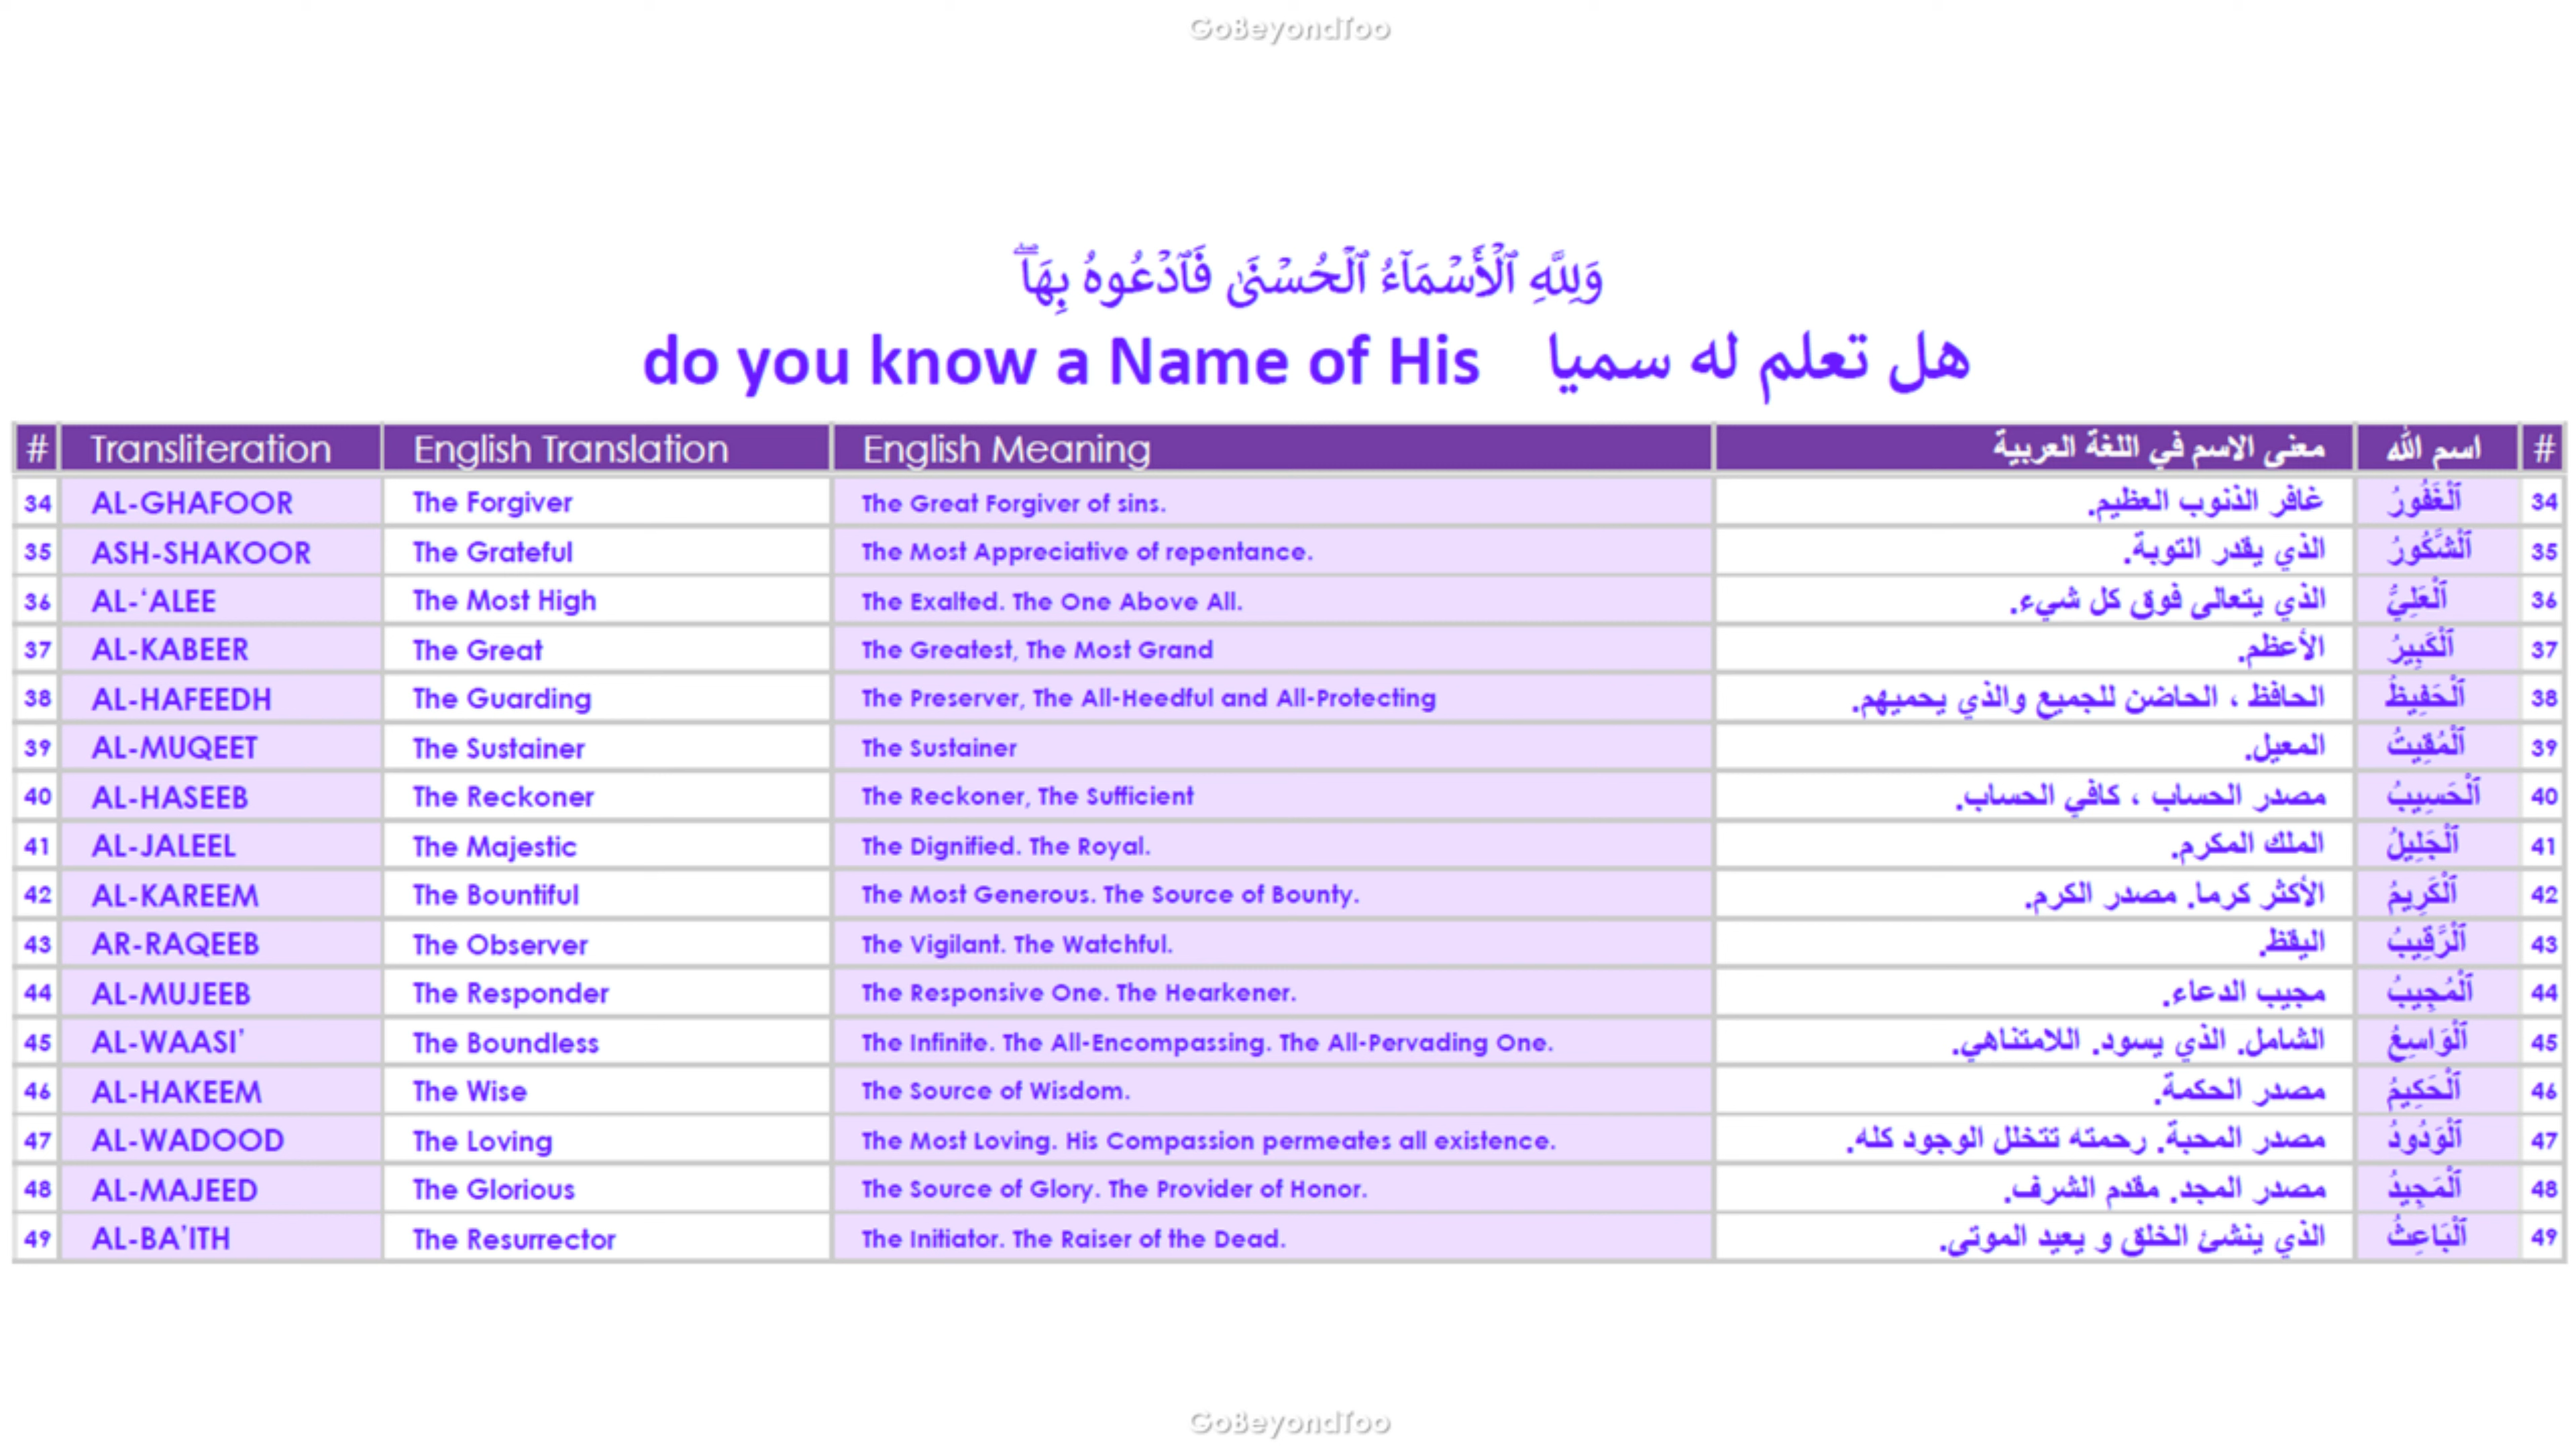 GoBeyondToo
وَلِلَّهِ ٱلْأَسْمَآءُ ٱلْحُسْنَىٰ فَٱدْعُوهُ بِهَا ۖ
do you know a Name of His هل تعلم له سميا
# Transliteration English Translation English Meaning معنى الاسم في اللغة العربية اسم الله #
34 AL-GHAFOOR The Forgiver The Great Forgiver of sins. غافر الذنوب العظيم. ٱلْغَفُورُ 34
35 ASH-SHAKOOR The Grateful The Most Appreciative of repentance. الذي يقدر التوبة. ٱلْشَّكُورُ 35
36 AL-‘ALEE The Most High The Exalted. The One Above All. الذي يتعالى فوق كل شيء. ٱلْعَلِيُّ 36
37 AL-KABEER The Great The Greatest, The Most Grand الأعظم. ٱلْكَبِيرُ 37
38 AL-HAFEEDH The Guarding The Preserver, The All-Heedful and All-Protecting الحافظ ، الحاضن للجميع والذي يحميهم. ٱلْحَفِيظُ 38
39 AL-MUQEET The Sustainer The Sustainer المعيل. ٱلْمُقِيتُ 39
40 AL-HASEEB The Reckoner The Reckoner, The Sufficient مصدر الحساب ، كافي الحساب. ٱلْحَسِيبُ 40
41 AL-JALEEL The Majestic The Dignified. The Royal. الملك المكرم. ٱلْجَلِيلُ 41
42 AL-KAREEM The Bountiful The Most Generous. The Source of Bounty. الأكثر كرما. مصدر الكرم. ٱلْكَرِيمُ 42
43 AR-RAQEEB The Observer The Vigilant. The Watchful. اليقظ. ٱلْرَّقِيبُ 43
44 AL-MUJEEB The Responder The Responsive One. The Hearkener. مجيب الدعاء. ٱلْمُجِيبُ 44
45 AL-WAASI’ The Boundless The Infinite. The All-Encompassing. The All-Pervading One. الشامل. الذي يسود. اللامتناهي. ٱلْوَاسِعُ 45
46 AL-HAKEEM The Wise The Source of Wisdom. مصدر الحكمة. ٱلْحَكِيمُ 46
47 AL-WADOOD The Loving The Most Loving. His Compassion permeates all existence. مصدر المحبة. رحمته تتخلل الوجود كله. ٱلْوَدُودُ 47
48 AL-MAJEED The Glorious The Source of Glory. The Provider of Honor. مصدر المجد. مقدم الشرف. ٱلْمَجِيدُ 48
49 AL-BA’ITH The Resurrector The Initiator. The Raiser of the Dead. الذي ينشئ الخلق و يعيد الموتى. ٱلْبَاعِثُ 49
GoBeyondToo